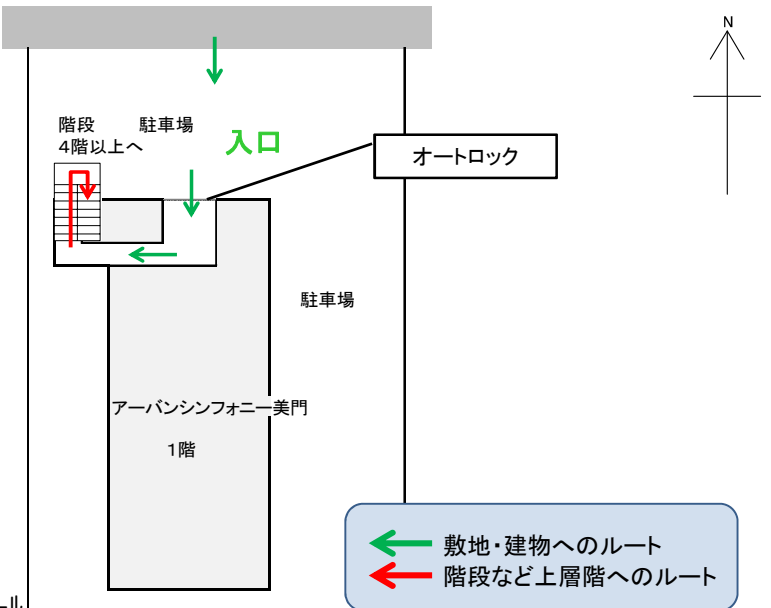 N
階段
4階以上へ
駐車場
入口
オートロック
駐車場
アーバンシンフォニー美門
1階
敷地・建物へのルート
階段など上層階へのルート
ール